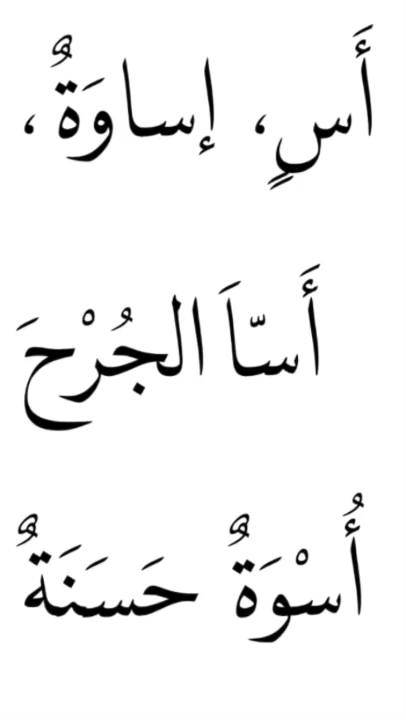 أَسٍ، إساوَةٌ،
أَسّاَ الجُرْحَ
أُسْوَةٌ حَسَنَةٌ